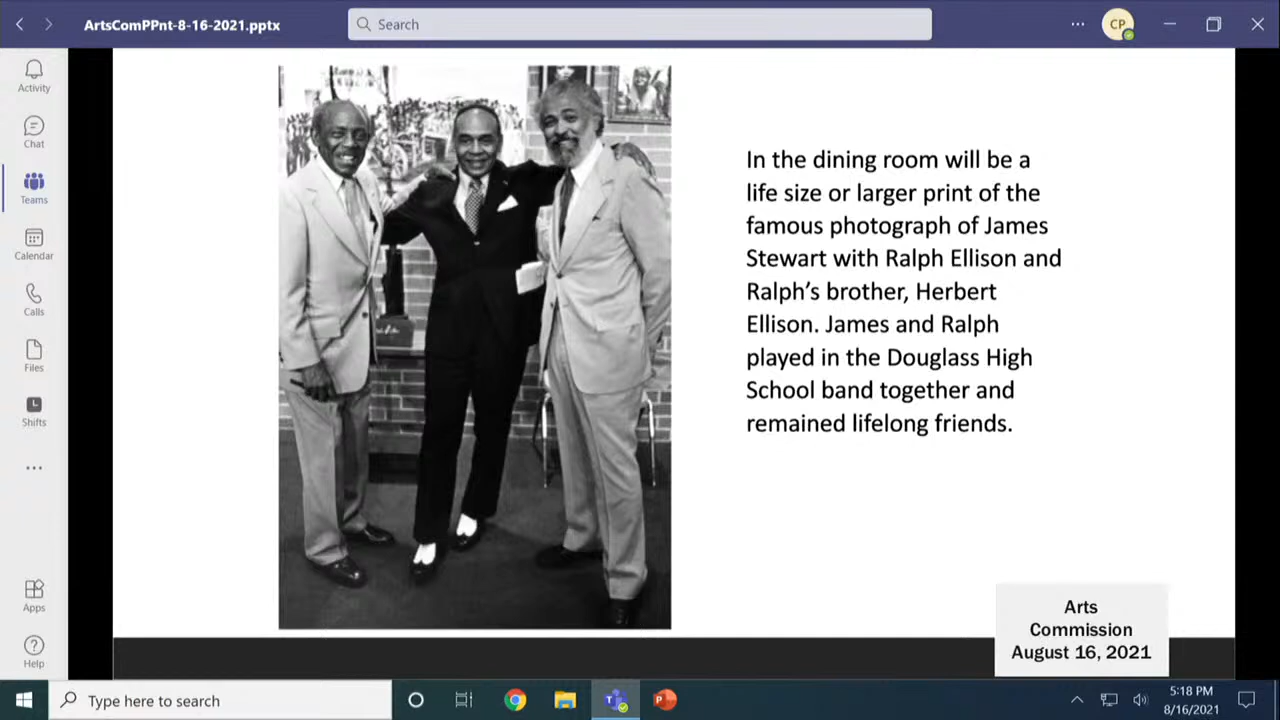 ArtsComPPnt-8-16-2021.pptx
Search
CP
Activity
Chat
Teams
Calendar
Calls
Files
Shifts
Apps
Help
In the dining room will be a
life size or larger print of the
famous photograph of James
Stewart with Ralph Ellison and
Ralph’s brother, Herbert
Ellison. James and Ralph
played in the Douglass High
School band together and
remained lifelong friends.
Arts
Commission
August 16, 2021
Type here to search
5:18 PM
8/16/2021